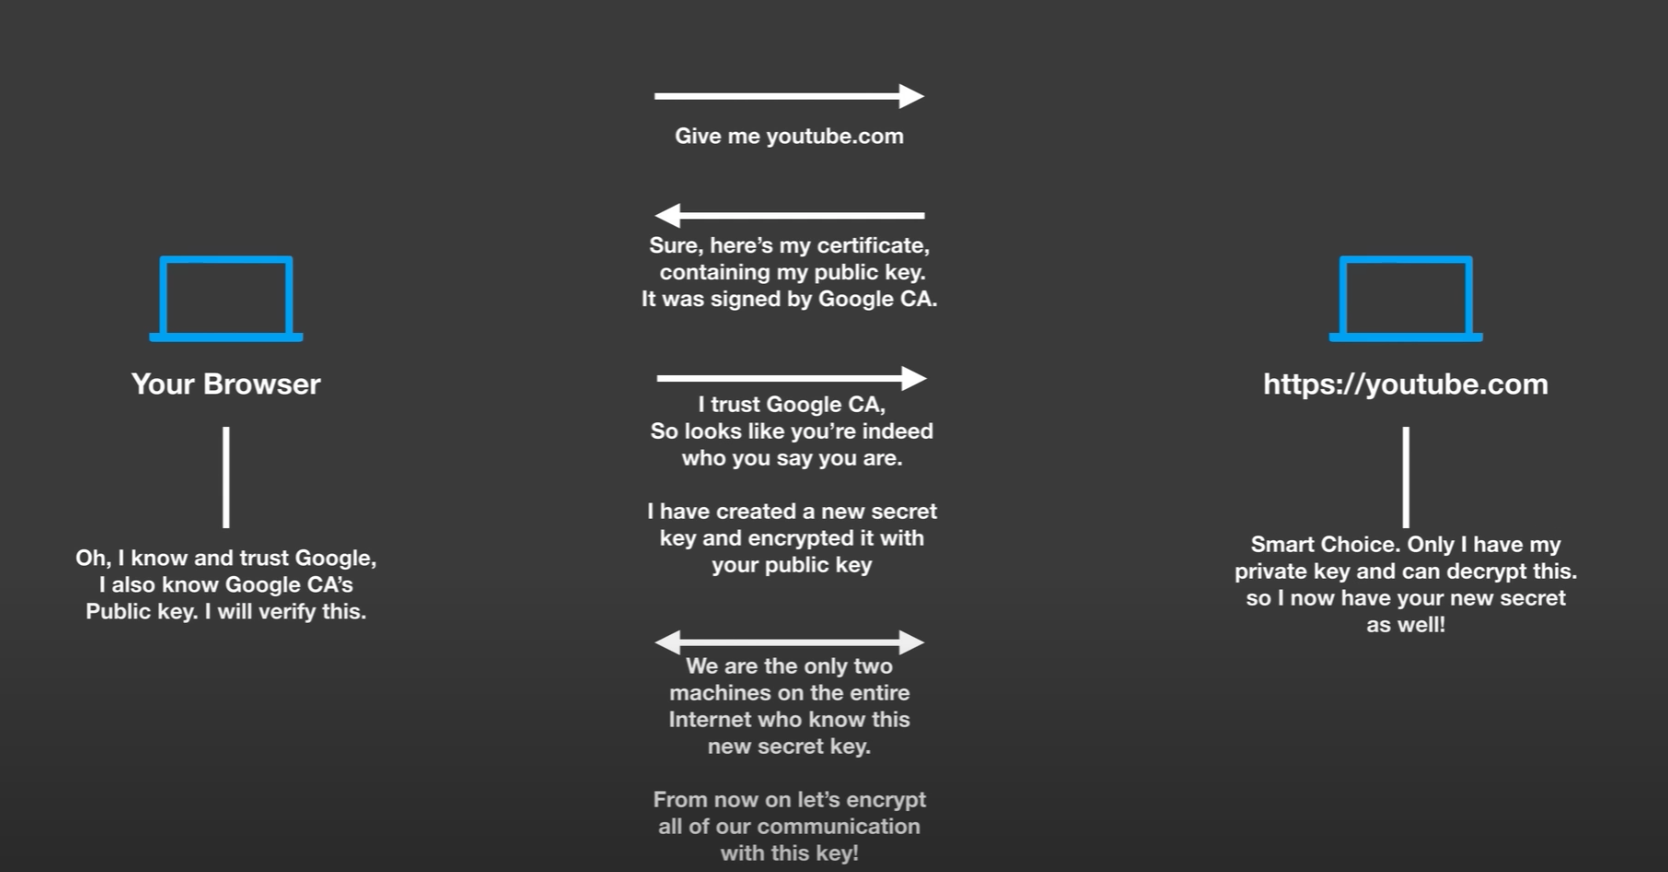 Give me youtube.com
Sure, here's my certificate,
containing my public key.
It was signed by Google CA.
Your Browser
https://youtube.com
I trust Google CA,
So looks like you're indeed
who you say you are.
I have created a new secret
key and encrypted it with
your public key
Oh, I know and trust Google,
I also know Google CA's
Public key. I will verify this.
Smart Choice. Only I have my
private key and can decrypt this.
so I now have your new secret
as well!
We are the only two
machines on the entire
Internet who know this
new secret key.
From now on let's encrypt
all of our communication
with this key!